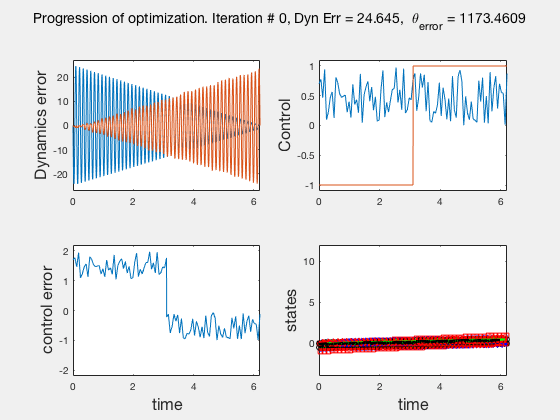 Progression of optimization. Iteration # 0, Dyn Err = 24.645, θerror = 1173.4609
Dynamics error
20
10
0
-10
-20
0 2 4 6
Control
1
0.5
0
-0.5
-1
0 2 4 6
control error
2
1
0
-1
-2
0 2 4 6
time
states
10
5
0
0 2 4 6
time